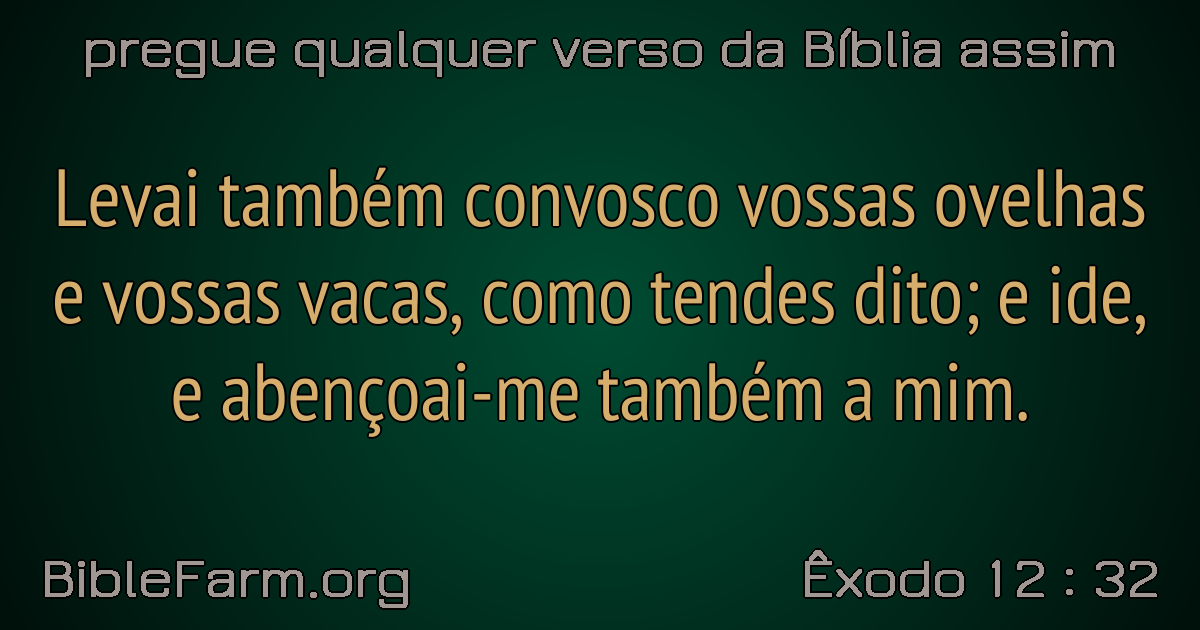 pregue qualquer verso da Bíblia assim
Levai também convosco vossas ovelhas
e vossas vacas, como tendes dito; e ide,
e abençoai-me também a mim.
BibleFarm.org
Êxodo 12 : 32